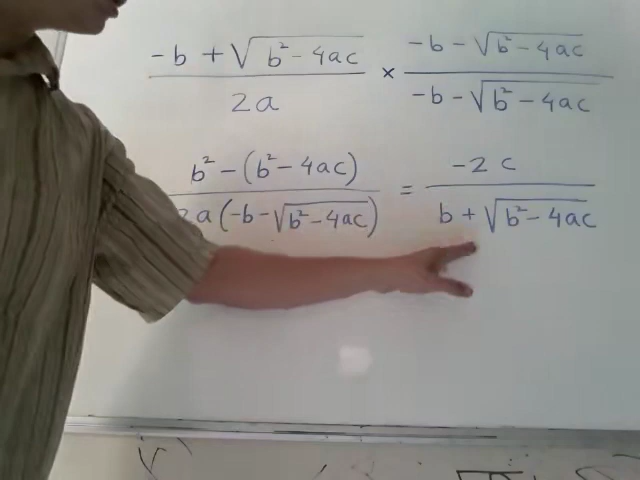 -b + √(b² - 4ac) / 2a × -b - √(b² - 4ac) / -b - √(b² - 4ac)
b² - (b² - 4ac) / 2a(-b - √(b² - 4ac)) = -2c / b + √(b² - 4ac)